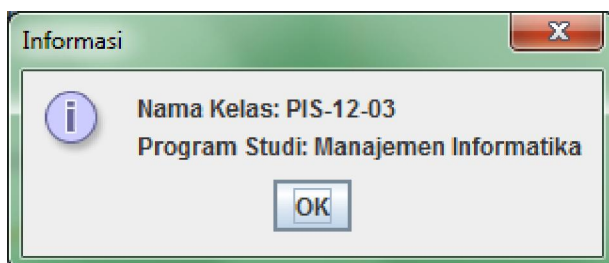 Informasi
Nama Kelas: PIS-12-03
Program Studi: Manajemen Informatika
OK